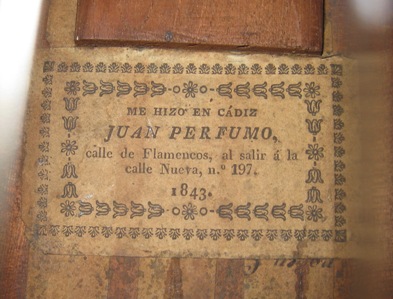 ME HIZO EN CÁDIZ
JUAN PERFUMO,
calle de Flamencos, al salir á la
calle Nueva, n.º 197.
1843.